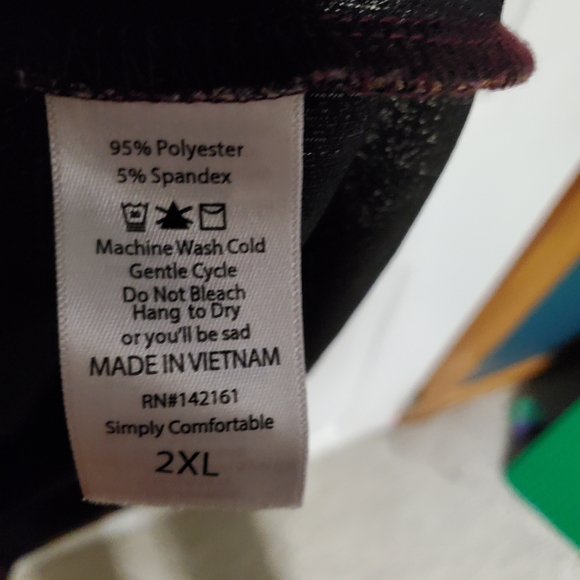 95% Polyester
5% Spandex
Machine Wash Cold
Gentle Cycle
Do Not Bleach
Hang to Dry
or you'll be sad
MADE IN VIETNAM
RN#142161
Simply Comfortable
2XL